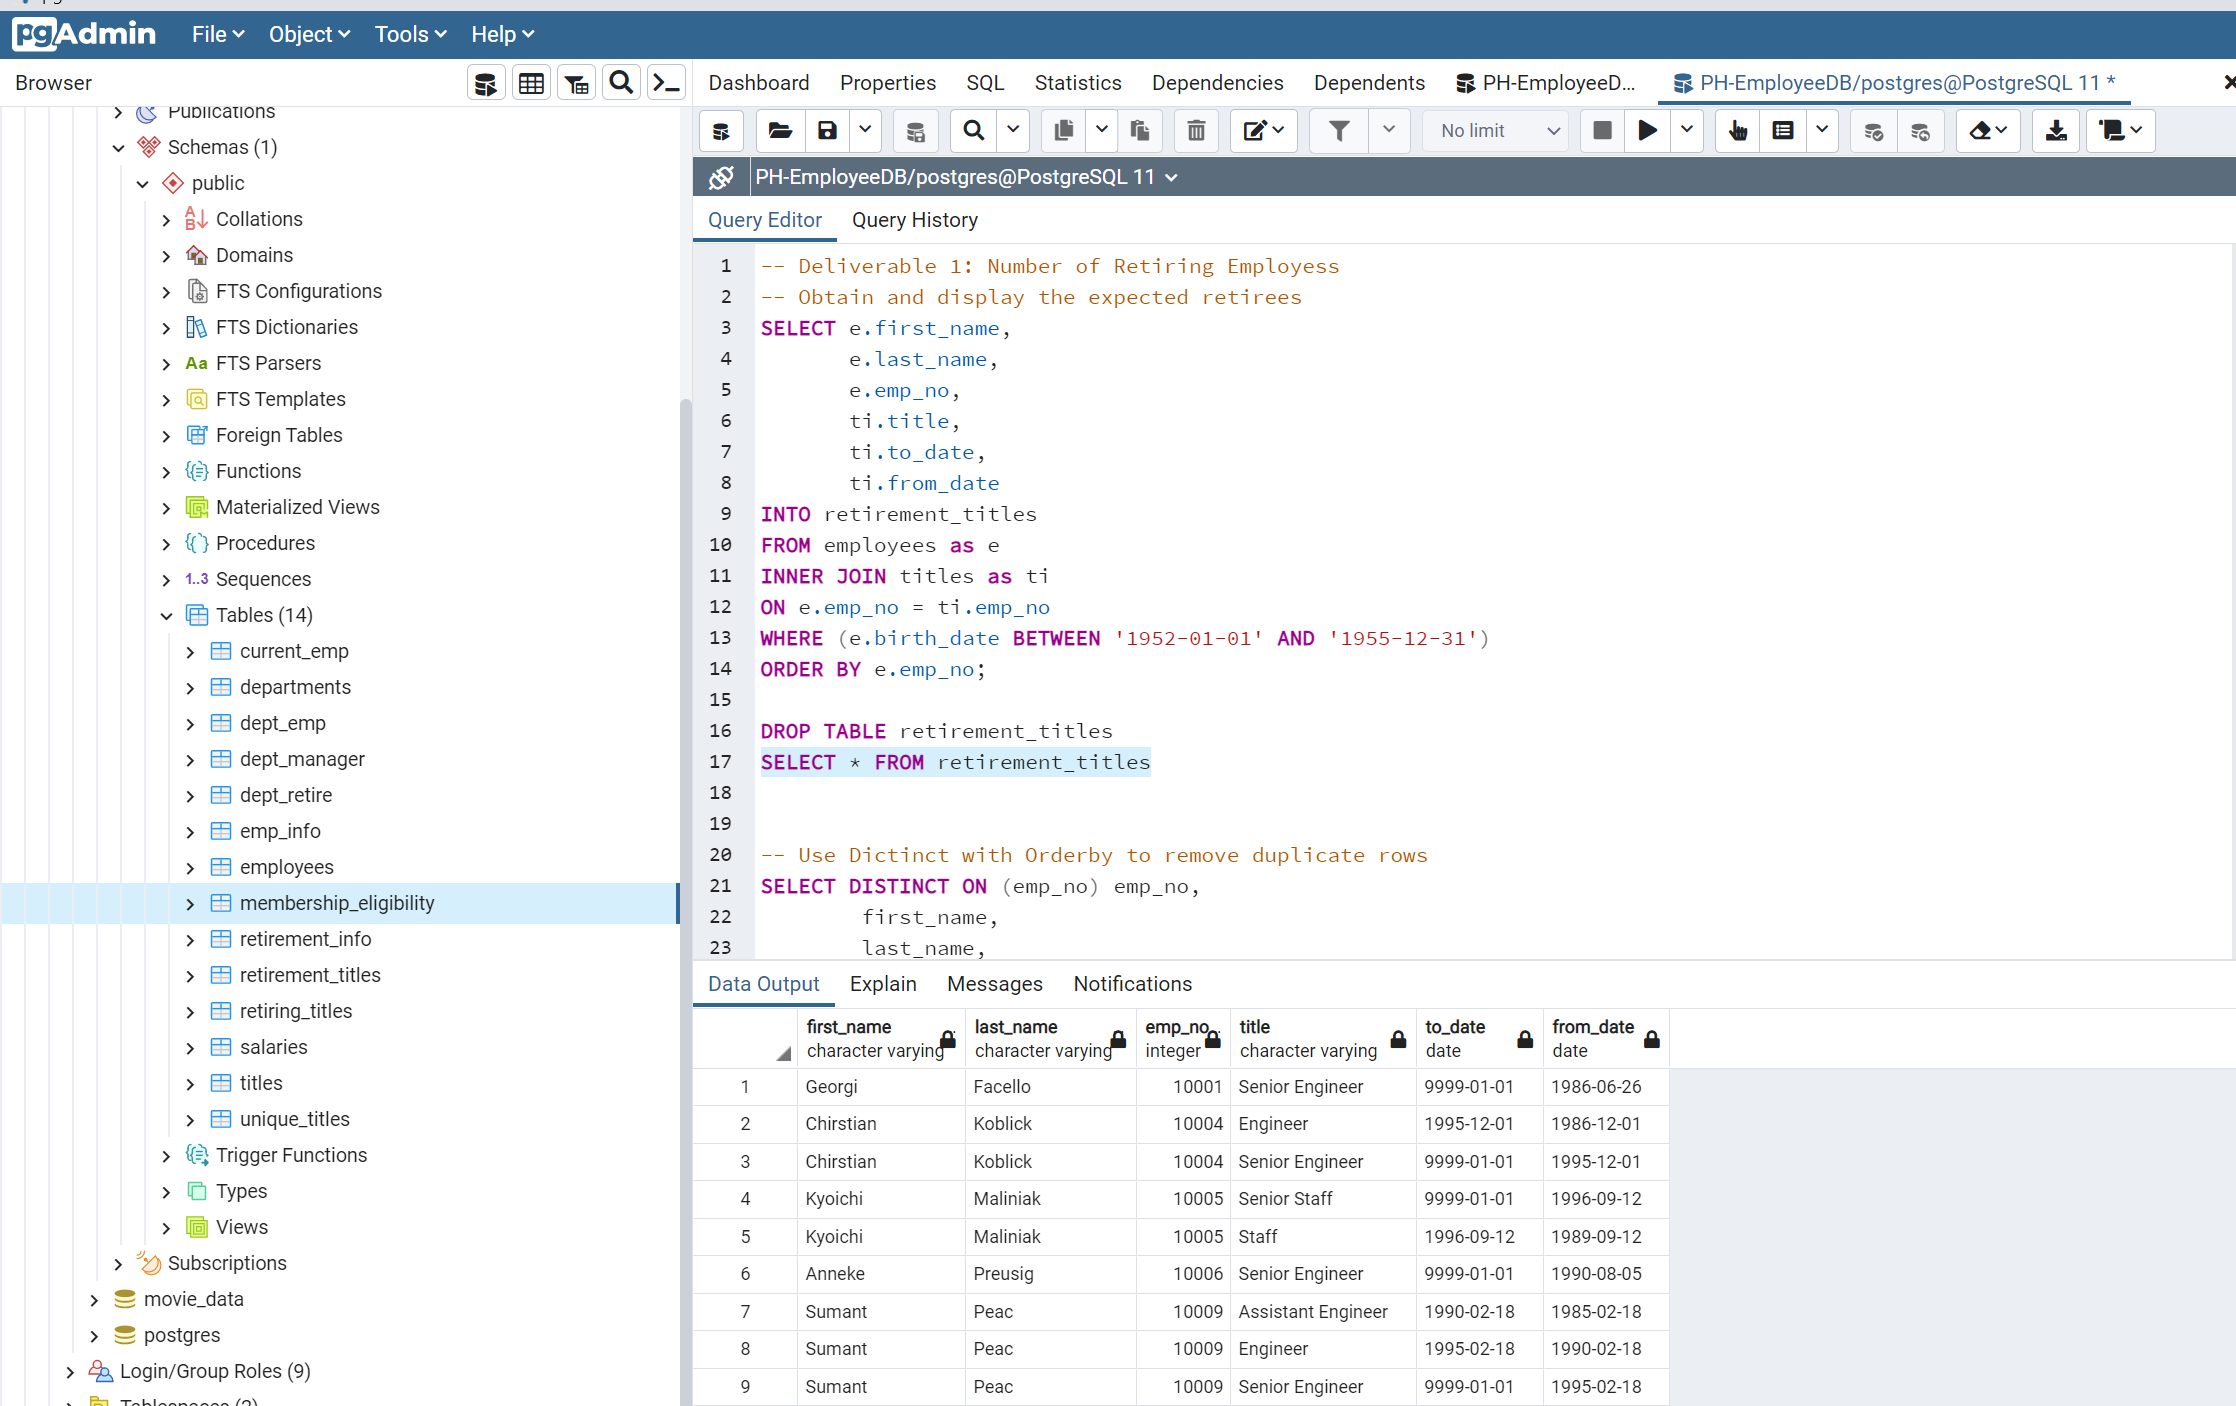 pgAdmin File Object Tools Help
Browser
Dashboard Properties SQL Statistics Dependencies Dependents PH-EmployeeD... PH-EmployeeDB/postgres@PostgreSQL 11 *
No limit
PH-EmployeeDB/postgres@PostgreSQL 11
Query Editor Query History
Publications
Schemas (1)
public
Collations
Domains
FTS Configurations
FTS Dictionaries
Aa FTS Parsers
FTS Templates
Foreign Tables
Functions
Materialized Views
Procedures
1..3 Sequences
Tables (14)
current_emp
departments
dept_emp
dept_manager
dept_retire
emp_info
employees
membership_eligibility
retirement_info
retirement_titles
retiring_titles
salaries
titles
unique_titles
Trigger Functions
Types
Views
Subscriptions
movie_data
postgres
Login/Group Roles (9)
1 -- Deliverable 1: Number of Retiring Employess
2 -- Obtain and display the expected retirees
3 SELECT e.first_name,
4 e.last_name,
5 e.emp_no,
6 ti.title,
7 ti.to_date,
8 ti.from_date
9 INTO retirement_titles
10 FROM employees as e
11 INNER JOIN titles as ti
12 ON e.emp_no = ti.emp_no
13 WHERE (e.birth_date BETWEEN '1952-01-01' AND '1955-12-31')
14 ORDER BY e.emp_no;
15
16 DROP TABLE retirement_titles
17 SELECT * FROM retirement_titles
18
19
20 -- Use Dictinct with Orderby to remove duplicate rows
21 SELECT DISTINCT ON (emp_no) emp_no,
22 first_name,
23 last_name,
Data Output Explain Messages Notifications
first_name last_name emp_no title to_date from_date
character varying character varying integer character varying date date
1 Georgi Facello 10001 Senior Engineer 9999-01-01 1986-06-26
2 Chirstian Koblick 10004 Engineer 1995-12-01 1986-12-01
3 Chirstian Koblick 10004 Senior Engineer 9999-01-01 1995-12-01
4 Kyoichi Maliniak 10005 Senior Staff 9999-01-01 1996-09-12
5 Kyoichi Maliniak 10005 Staff 1996-09-12 1989-09-12
6 Anneke Preusig 10006 Senior Engineer 9999-01-01 1990-08-05
7 Sumant Peac 10009 Assistant Engineer 1990-02-18 1985-02-18
8 Sumant Peac 10009 Engineer 1995-02-18 1990-02-18
9 Sumant Peac 10009 Senior Engineer 9999-01-01 1995-02-18